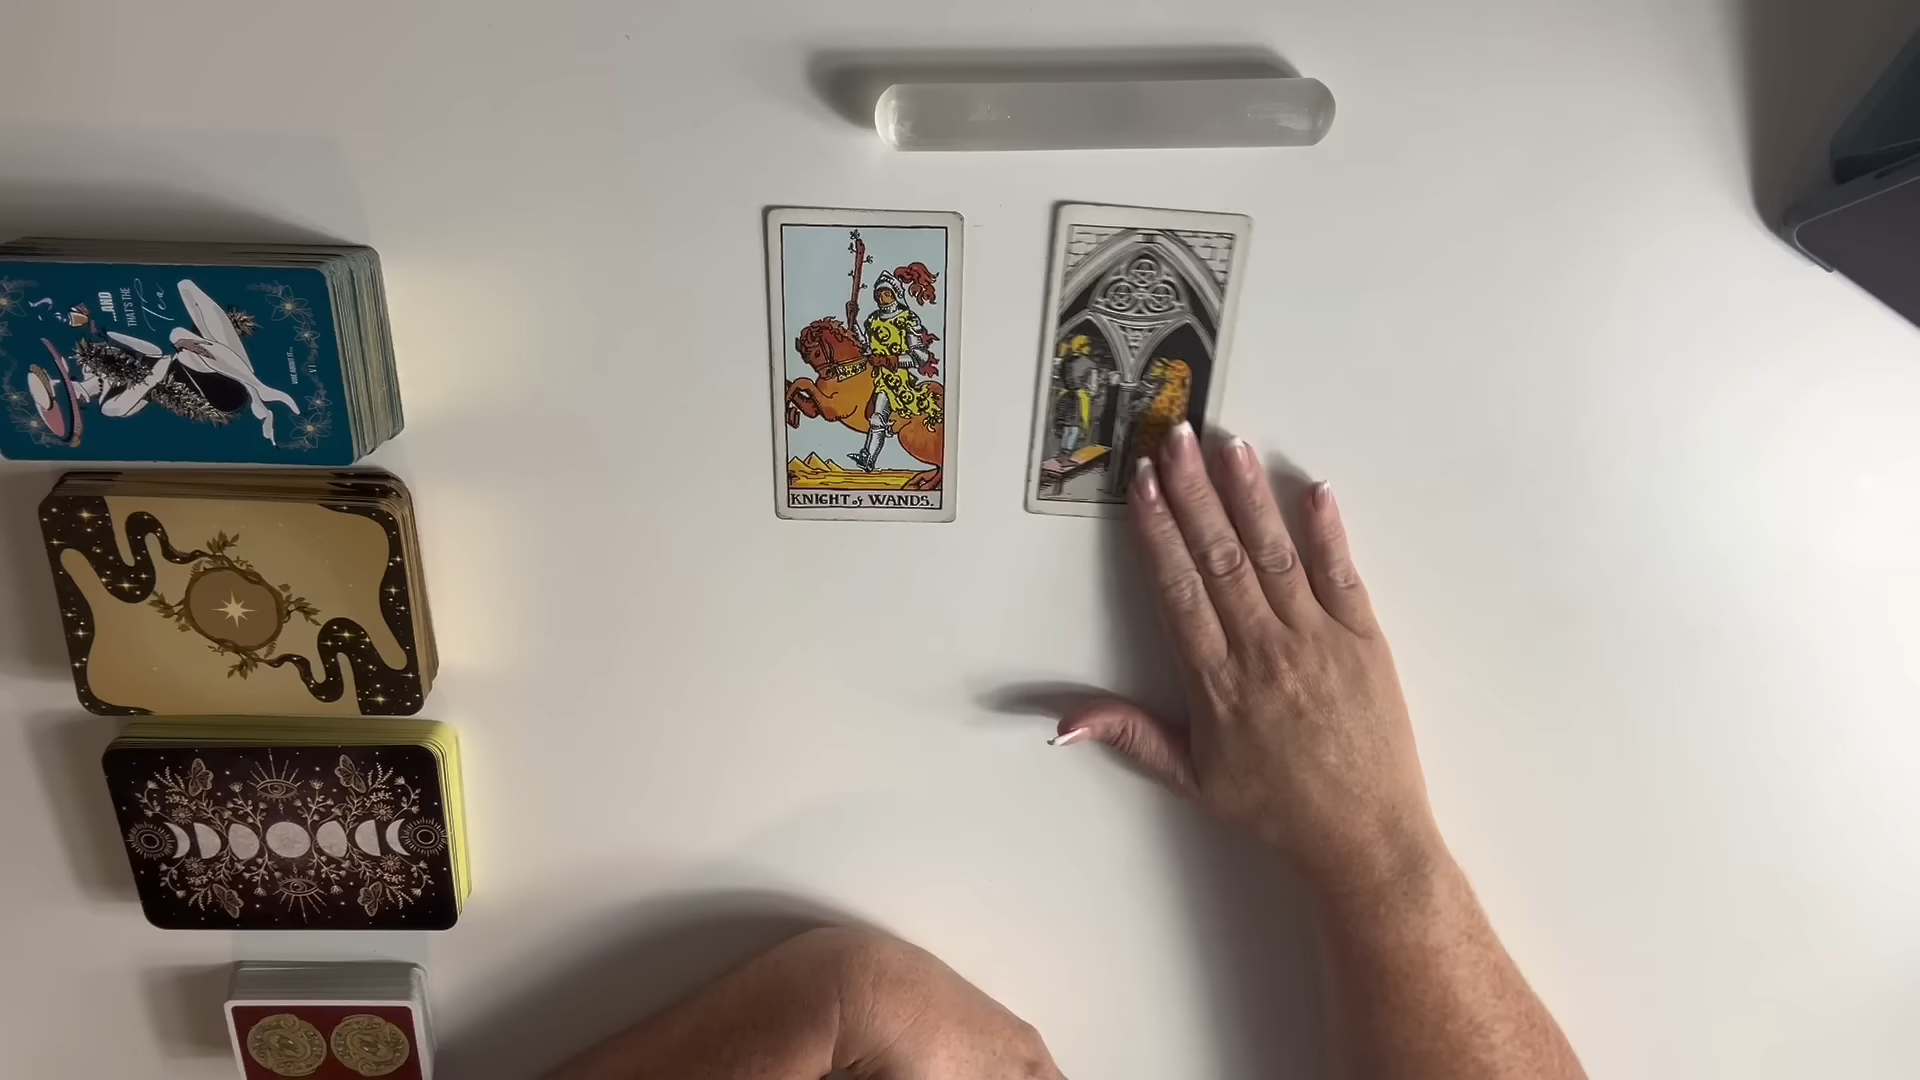 KNIGHT of WANDS.
...AND
THAT'S THE
Tea